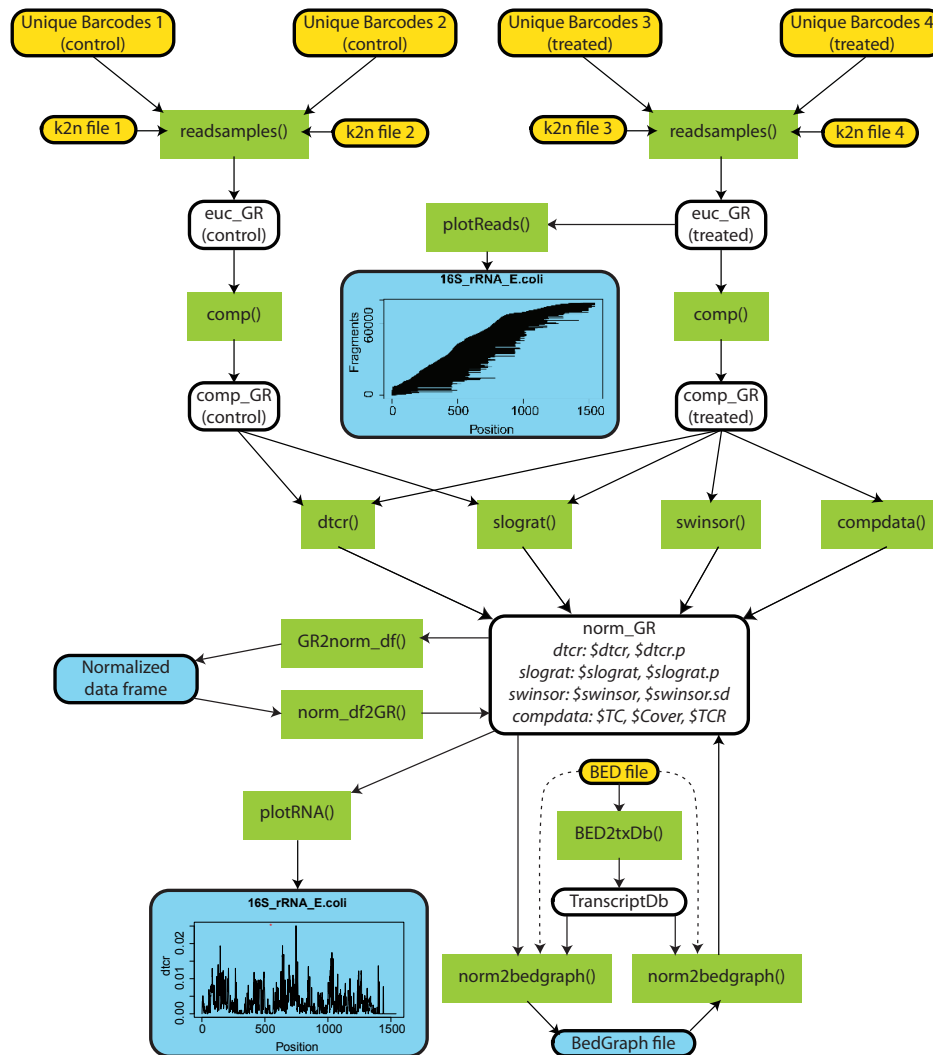 Unique Barcodes 1
(control)
Unique Barcodes 2
(control)
Unique Barcodes 3
(treated)
Unique Barcodes 4
(treated)
k2n file 1
readsamples()
k2n file 2
k2n file 3
readsamples()
k2n file 4
euc_GR
(control)
plotReads()
euc_GR
(treated)
comp()
16S_rRNA_E.coli
Fragments
0
60000
0
500
1000
1500
Position
comp()
comp_GR
(control)
comp_GR
(treated)
dtcr()
slograt()
swinsor()
compdata()
GR2norm_df()
Normalized
data frame
norm_df2GR()
norm_GR
dtcr: $dtcr, $dtcr.p
slograt: $slograt, $slograt.p
swinsor: $swinsor, $swinsor.sd
compdata: $TC, $Cover, $TCR
plotRNA()
BED file
BED2txDb()
TranscriptDb
16S_rRNA_E.coli
dtcr
0.00
0.01
0.02
0
500
1000
1500
Position
norm2bedgraph()
norm2bedgraph()
BedGraph file